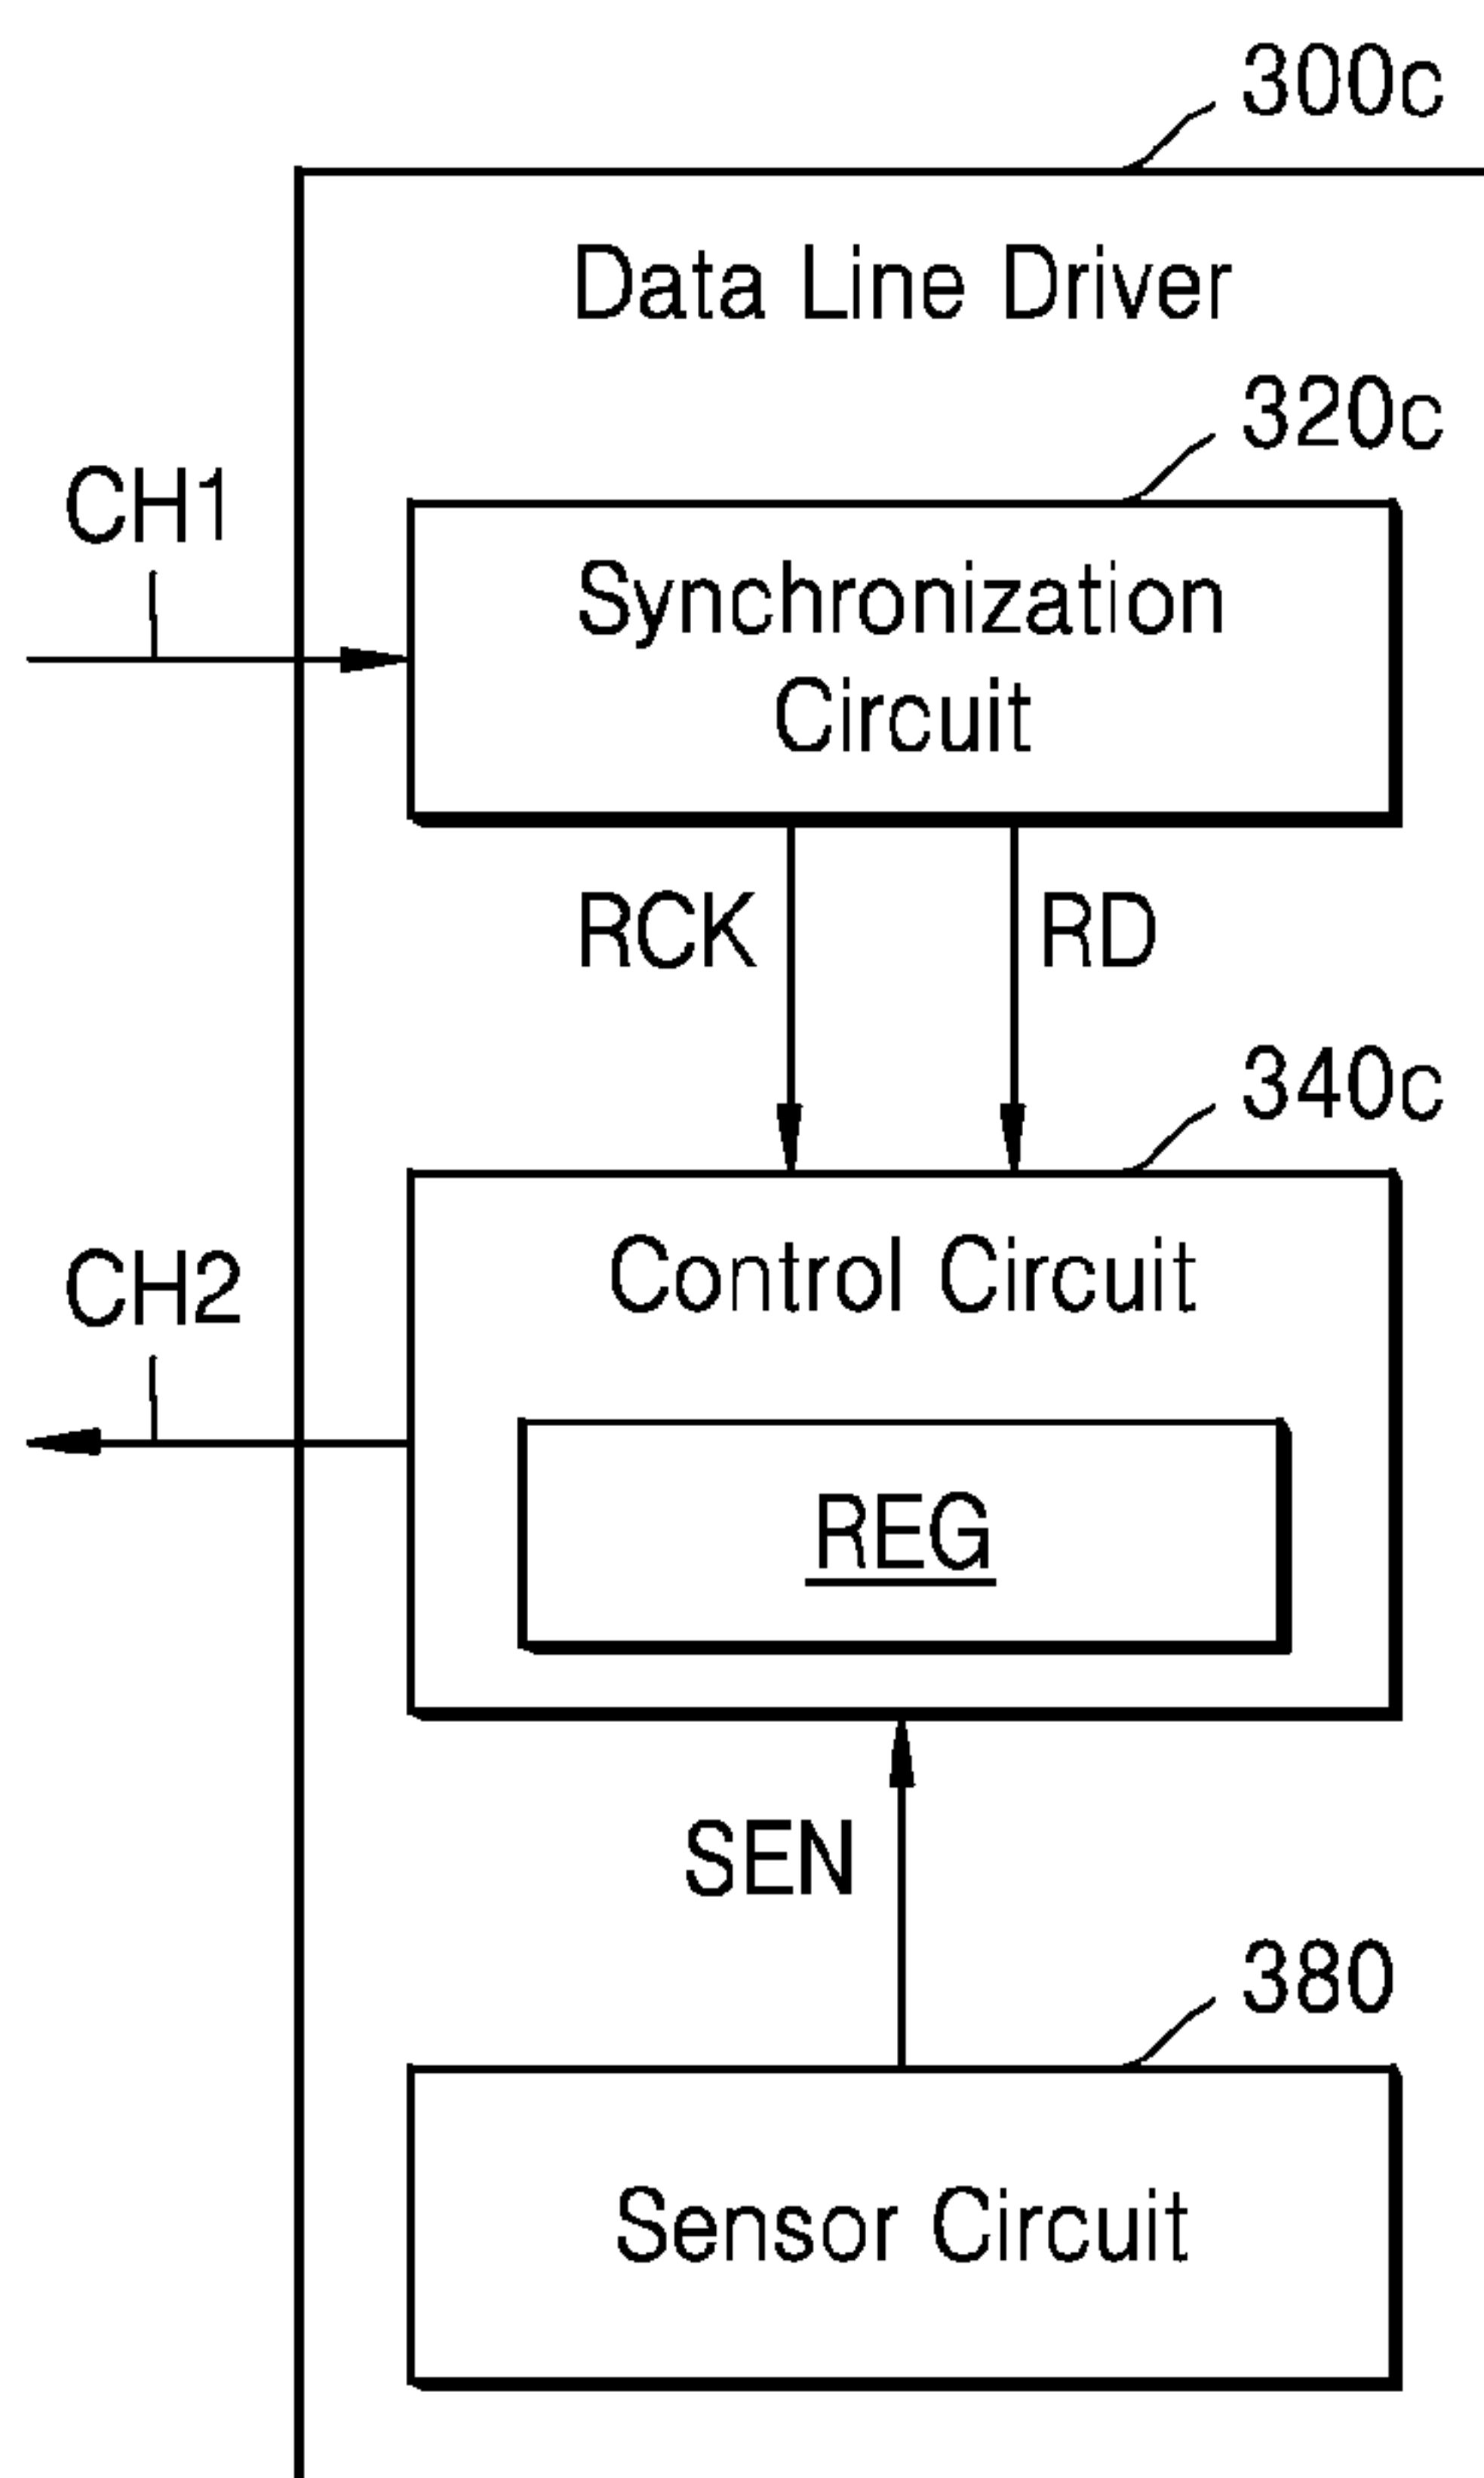 300c
Data Line Driver
320c
CH1
Synchronization
Circuit
RCK
RD
340c
CH2
Control Circuit
REG
SEN
380
Sensor Circuit